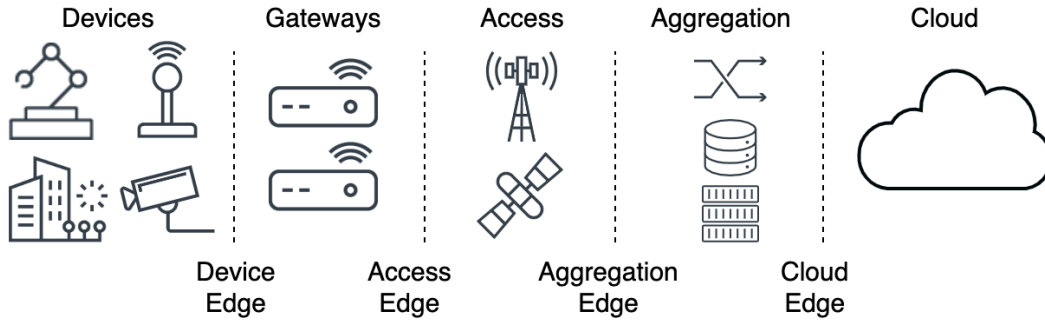 Devices
Gateways
Access
Aggregation
Cloud
Device
Edge
Access
Edge
Aggregation
Edge
Cloud
Edge